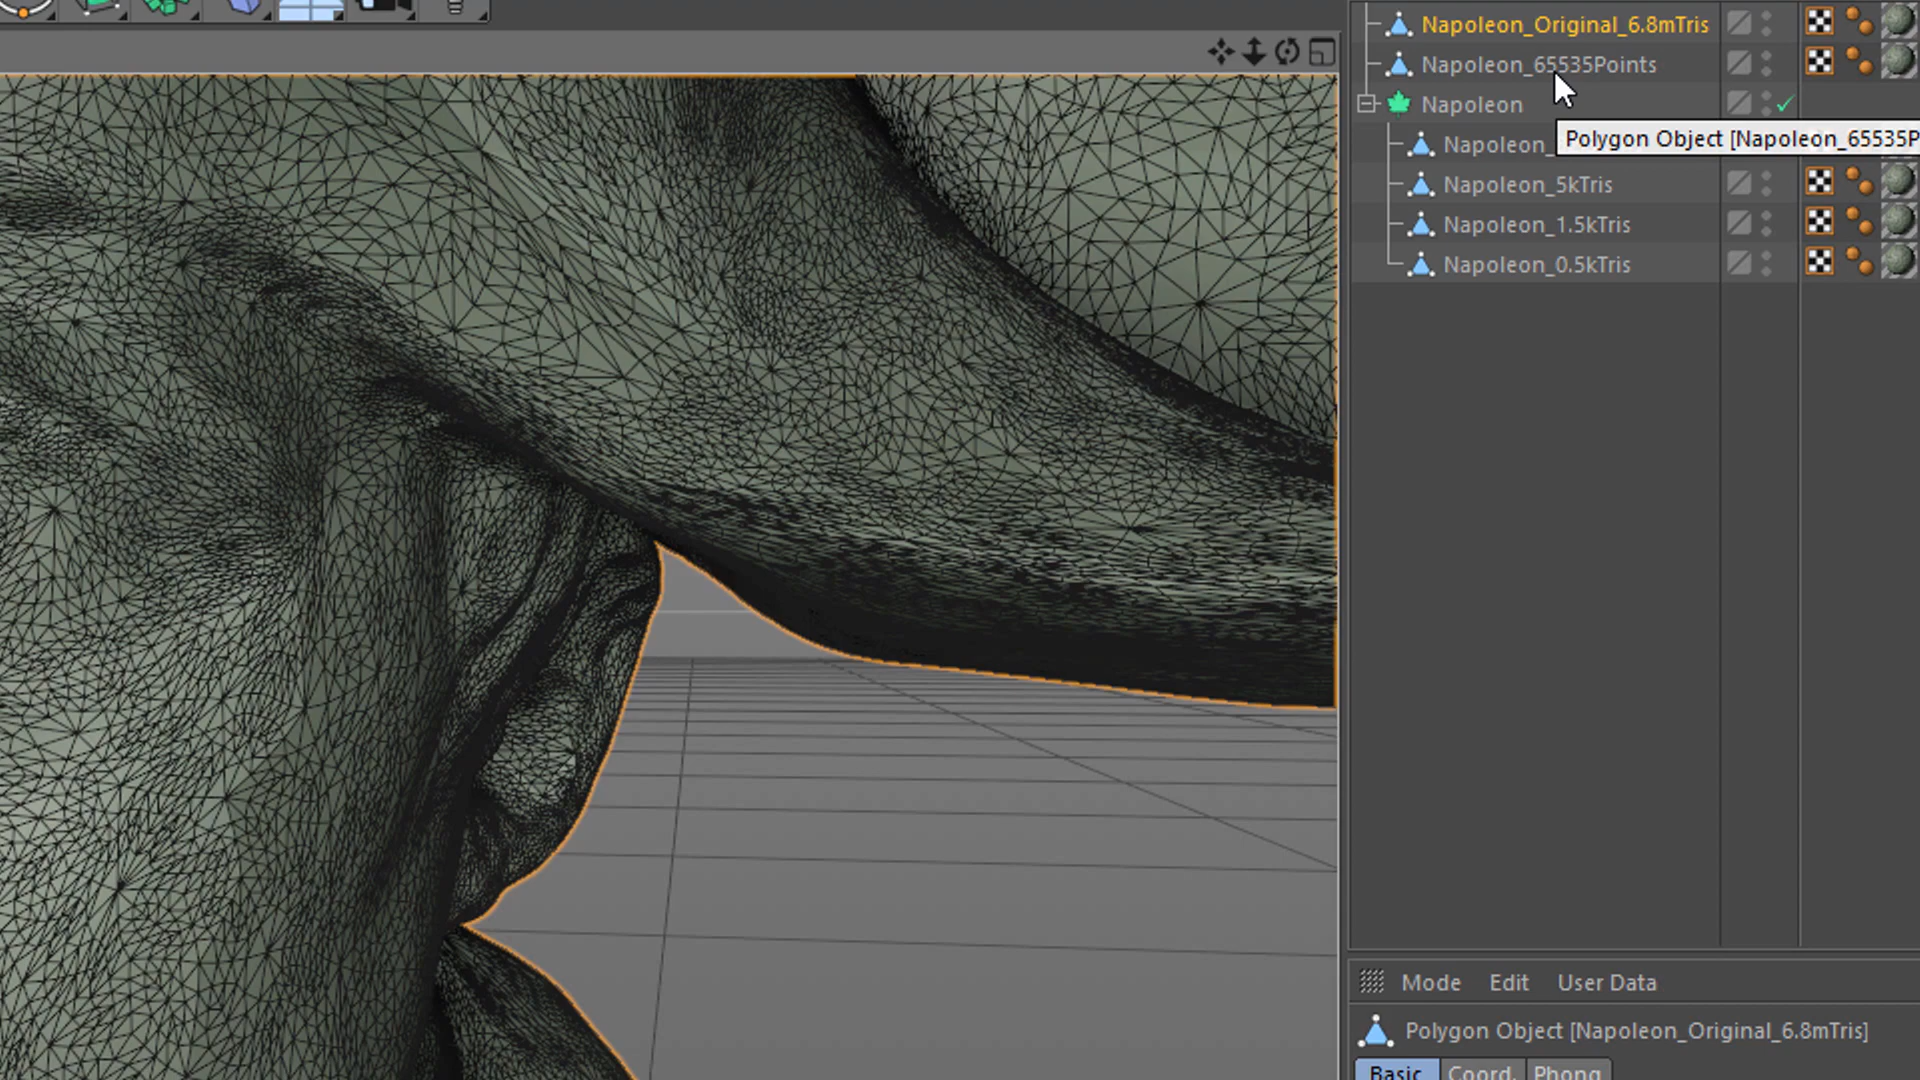 Napoleon_Original_6.8mTris
Napoleon_65535Points
Napoleon
Napoleon_
Polygon Object [Napoleon_65535P
Napoleon_5kTris
Napoleon_1.5kTris
Napoleon_0.5kTris
Mode Edit User Data
Polygon Object [Napoleon_Original_6.8mTris]
Basic Coord. Phong